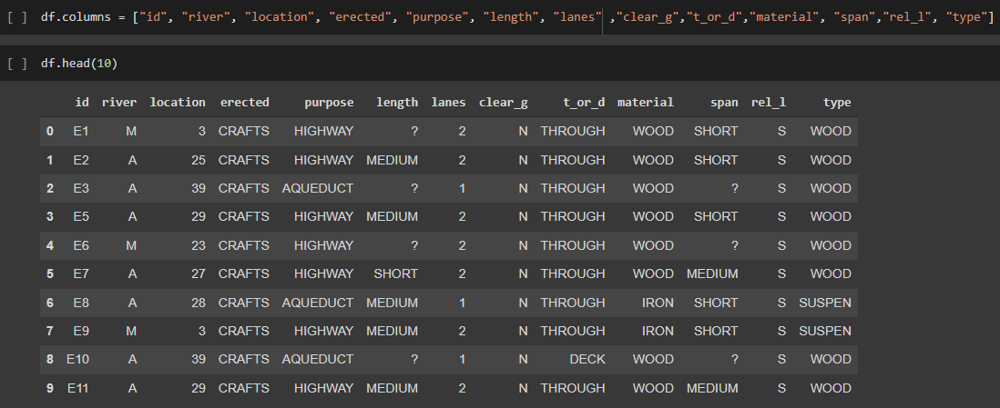 [ ] df.columns = ["id", "river", "location", "erected", "purpose", "length", "lanes" ,"clear_g","t_or_d","material", "span","rel_l", "type"]
[ ] df.head(10)
id river location erected purpose length lanes clear_g t_or_d material span rel_l type
0 E1 M 3 CRAFTS HIGHWAY ? 2 N THROUGH WOOD SHORT S WOOD
1 E2 A 25 CRAFTS HIGHWAY MEDIUM 2 N THROUGH WOOD SHORT S WOOD
2 E3 A 39 CRAFTS AQUEDUCT ? 1 N THROUGH WOOD ? S WOOD
3 E5 A 29 CRAFTS HIGHWAY MEDIUM 2 N THROUGH WOOD SHORT S WOOD
4 E6 M 23 CRAFTS HIGHWAY ? 2 N THROUGH WOOD ? S WOOD
5 E7 A 27 CRAFTS HIGHWAY SHORT 2 N THROUGH WOOD MEDIUM S WOOD
6 E8 A 28 CRAFTS AQUEDUCT MEDIUM 1 N THROUGH IRON SHORT S SUSPEN
7 E9 M 3 CRAFTS HIGHWAY MEDIUM 2 N THROUGH IRON SHORT S SUSPEN
8 E10 A 39 CRAFTS AQUEDUCT ? 1 N DECK WOOD ? S WOOD
9 E11 A 29 CRAFTS HIGHWAY MEDIUM 2 N THROUGH WOOD MEDIUM S WOOD